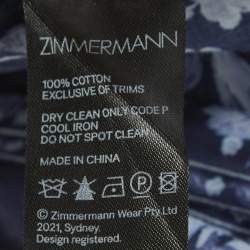 ZIMMERMANN
100% COTTON
EXCLUSIVE OF TRIMS
DRY CLEAN ONLY CODE P
COOL IRON
DO NOT SPOT CLEAN
MADE IN CHINA
© Zimmermann Wear Pty Ltd
2021, Sydney.
Design registered.